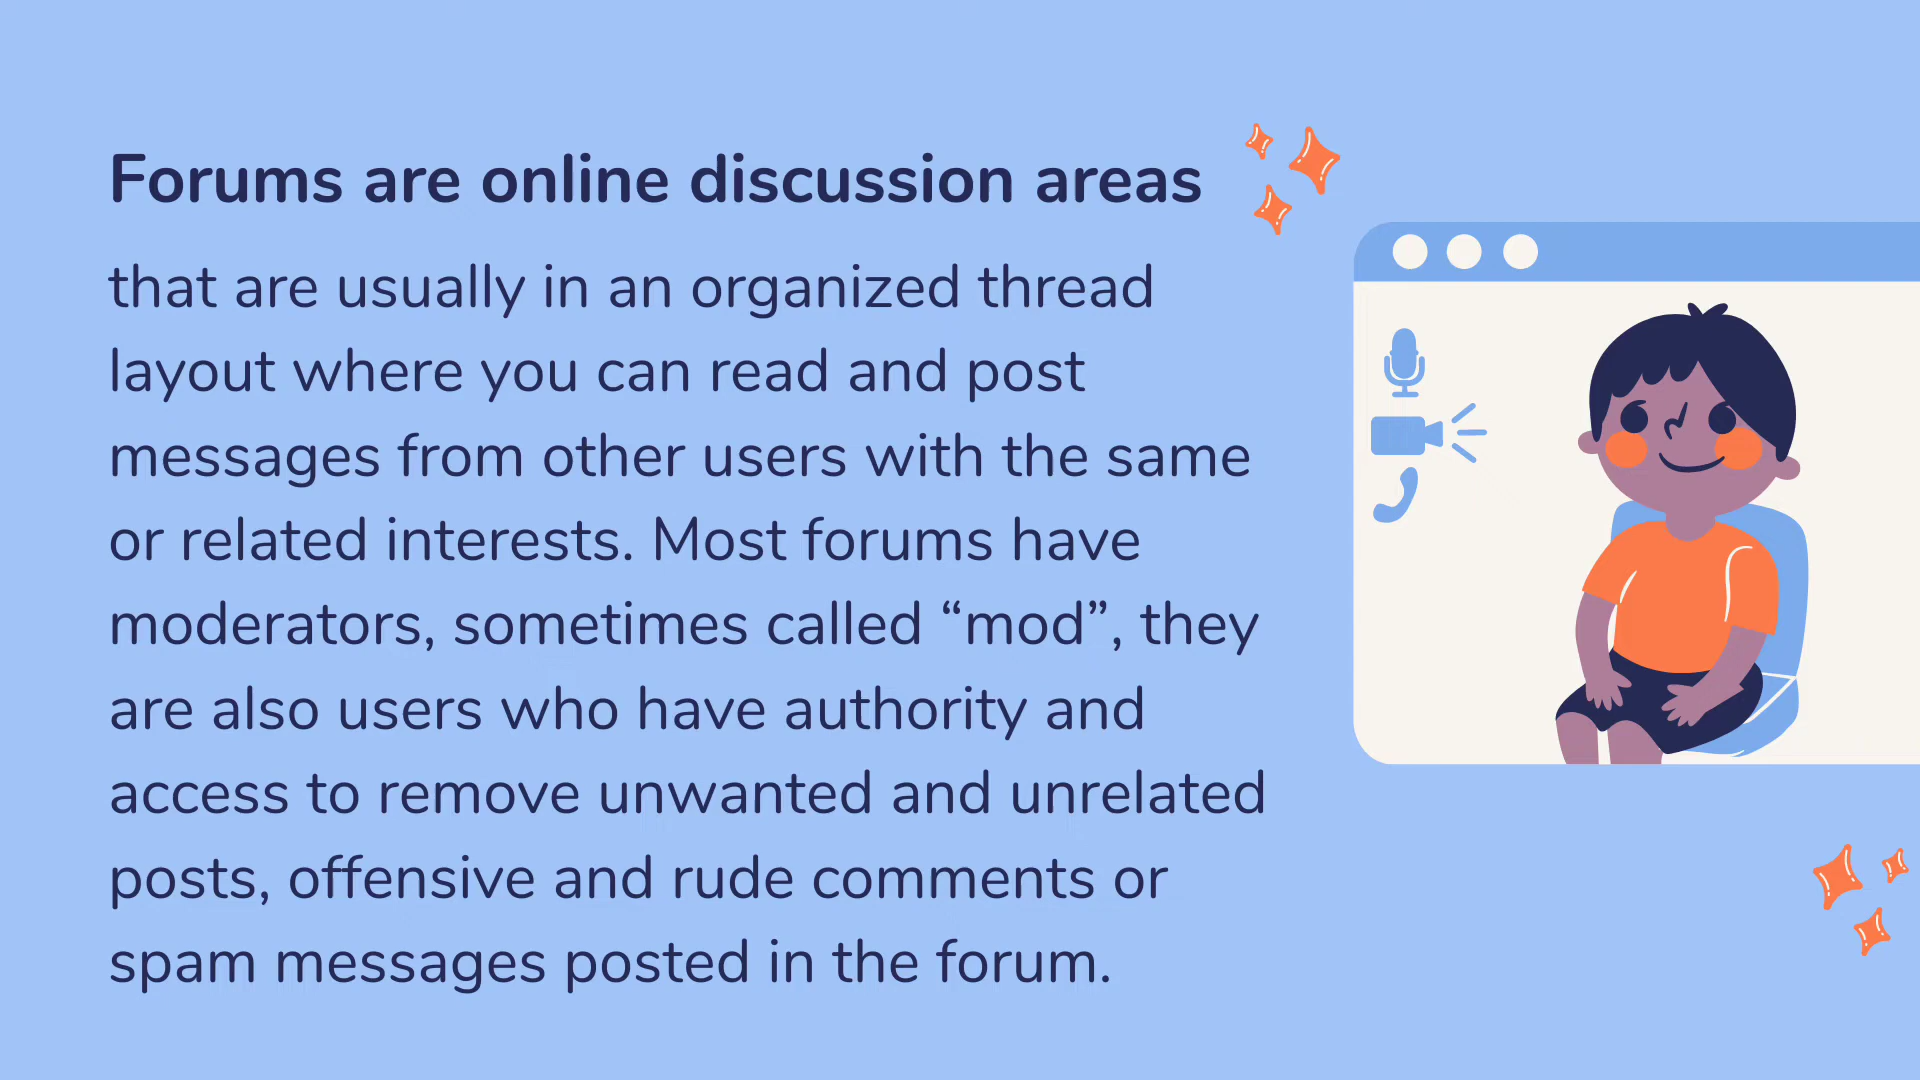 Forums are online discussion areas
that are usually in an organized thread
layout where you can read and post
messages from other users with the same
or related interests. Most forums have
moderators, sometimes called “mod”, they
are also users who have authority and
access to remove unwanted and unrelated
posts, offensive and rude comments or
spam messages posted in the forum.